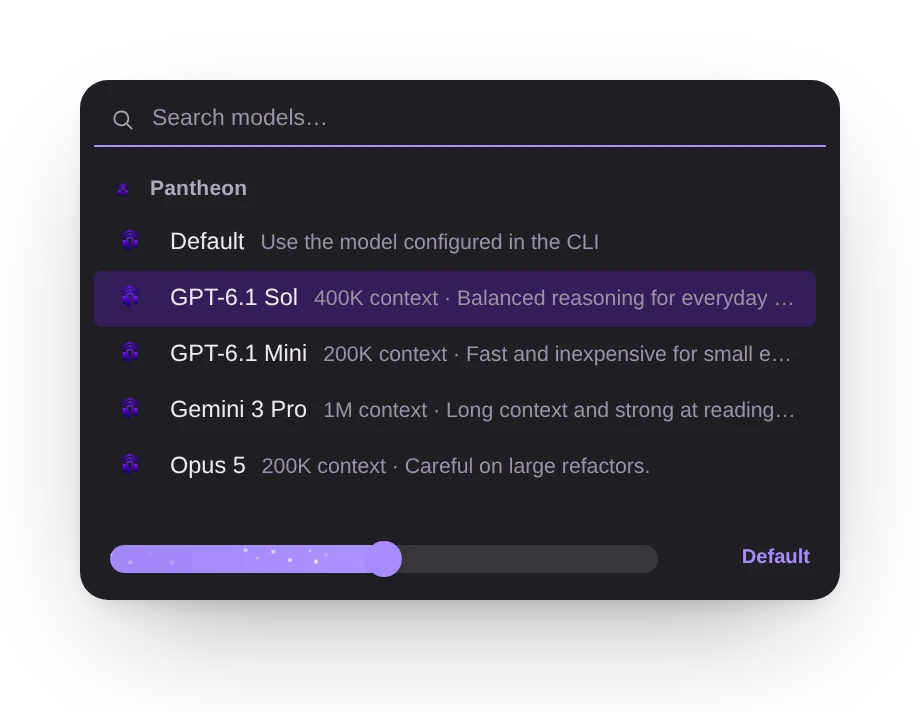 Search models…
Pantheon
Default Use the model configured in the CLI
GPT-6.1 Sol 400K context · Balanced reasoning for everyday …
GPT-6.1 Mini 200K context · Fast and inexpensive for small e…
Gemini 3 Pro 1M context · Long context and strong at reading…
Opus 5 200K context · Careful on large refactors.
Default